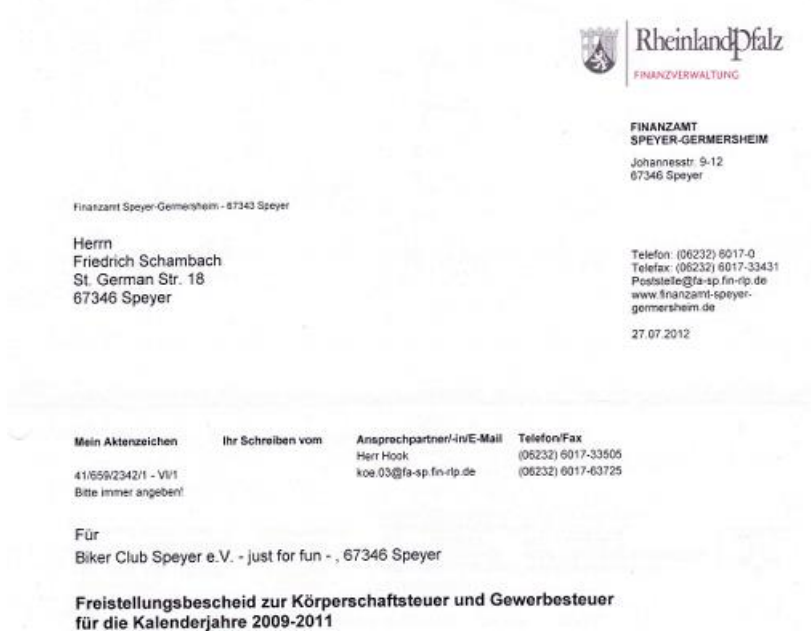 RheinlandPfalz
FINANZVERWALTUNG
FINANZAMT
SPEYER-GERMERSHEIM
Johannesstr. 9-12
67346 Speyer
Finanzamt Speyer-Germersheim - 67343 Speyer
Herrn
Friedrich Schambach
St. German Str. 18
67346 Speyer
Telefon: (06232) 6017-0
Telefax: (06232) 6017-33431
Poststelle@fa-sp.fin-rlp.de
www.finanzamt-speyer-
germersheim.de
27.07.2012
Mein Aktenzeichen Ihr Schreiben vom Ansprechpartner/-in/E-Mail Telefon/Fax
Herr Hook (06232) 6017-33505
41/659/2342/1 - VI/1 koe.03@fa-sp.fin-rlp.de (06232) 6017-63725
Bitte immer angeben!
Für
Biker Club Speyer e.V. - just for fun - , 67346 Speyer
Freistellungsbescheid zur Körperschaftsteuer und Gewerbesteuer
für die Kalenderjahre 2009-2011